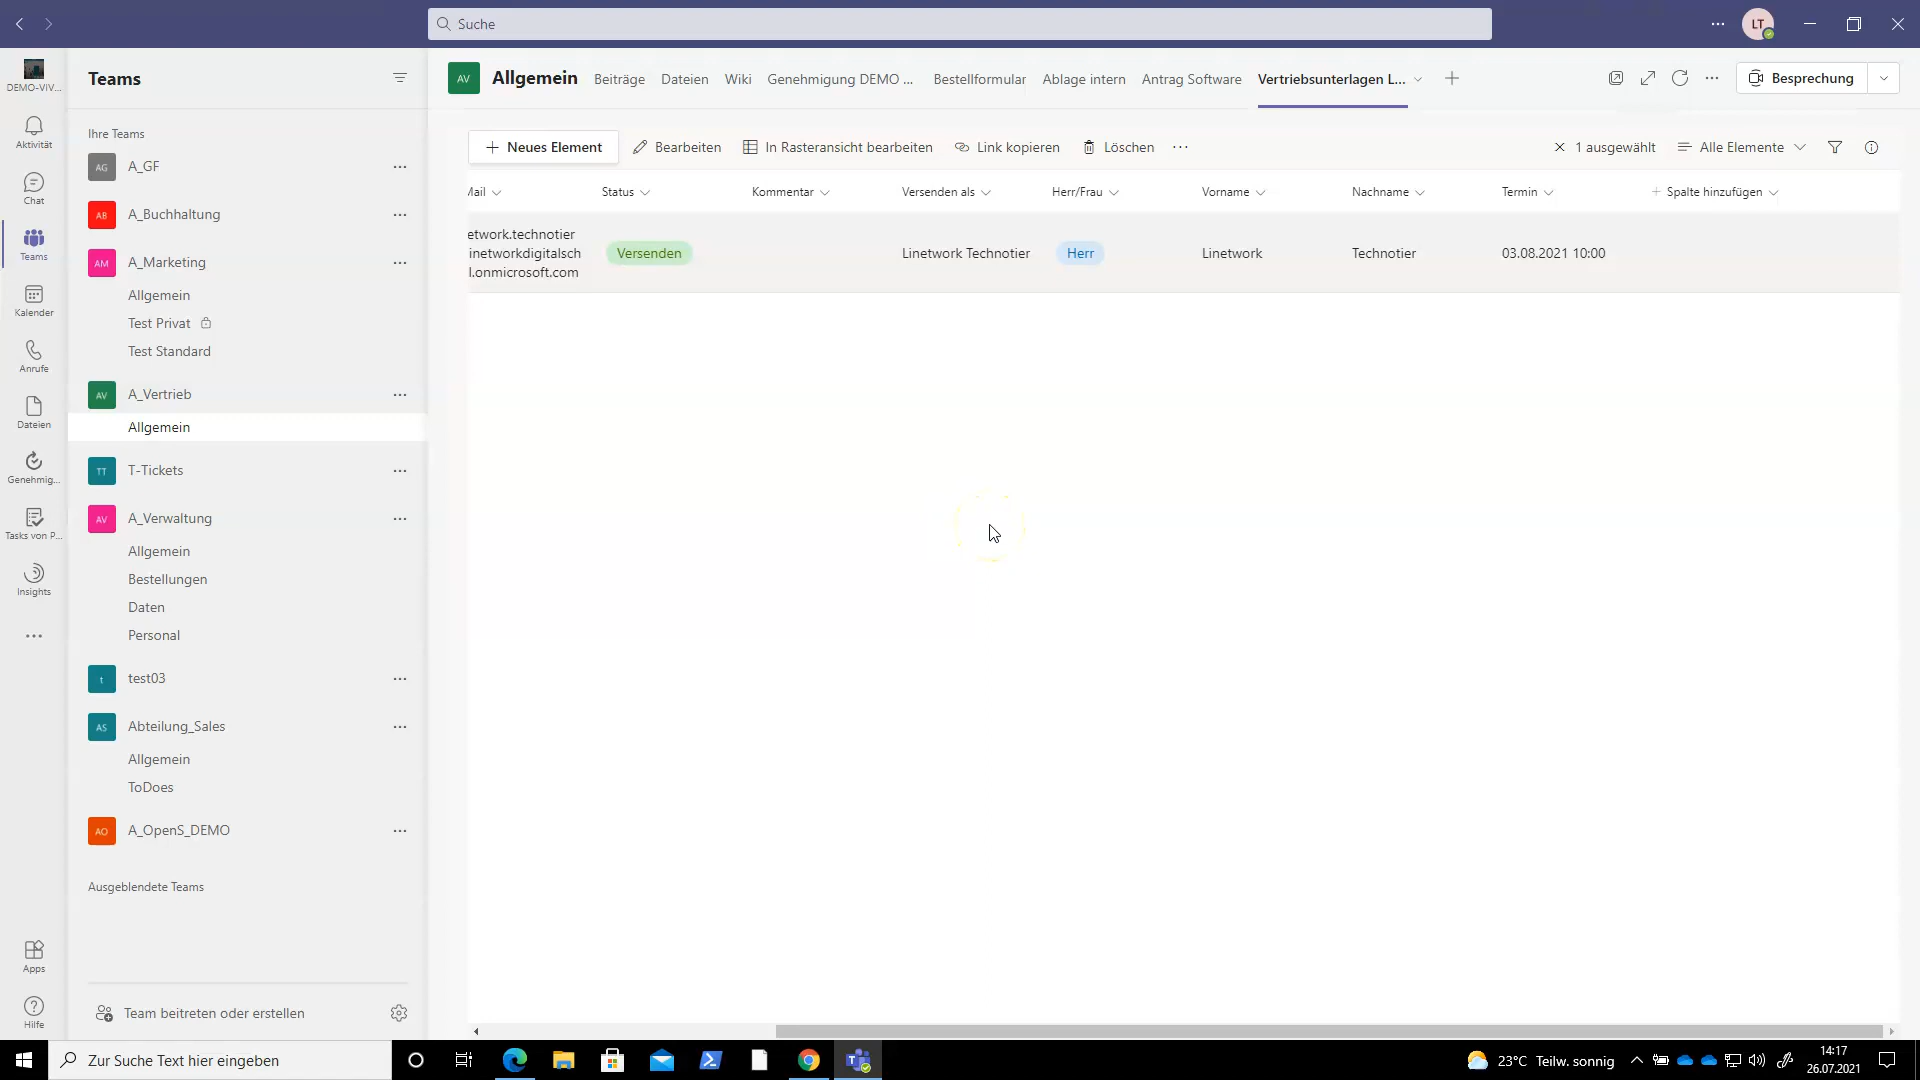 Suche
LT
DEMO-VIV...
Aktivität
Chat
Teams
Kalender
Anrufe
Dateien
Genehmig...
Tasks von P...
Insights
Apps
Hilfe
Teams
Ihre Teams
AG A_GF
AB A_Buchhaltung
AM A_Marketing
Allgemein
Test Privat
Test Standard
AV A_Vertrieb
Allgemein
TT T-Tickets
AV A_Verwaltung
Allgemein
Bestellungen
Daten
Personal
t test03
AS Abteilung_Sales
Allgemein
ToDoes
AO A_OpenS_DEMO
Ausgeblendete Teams
Team beitreten oder erstellen
AV Allgemein Beiträge Dateien Wiki Genehmigung DEMO ... Bestellformular Ablage intern Antrag Software Vertriebsunterlagen L... Besprechung
Neues Element Bearbeiten In Rasteransicht bearbeiten Link kopieren Löschen 1 ausgewählt Alle Elemente
Mail Status Kommentar Versenden als Herr/Frau Vorname Nachname Termin Spalte hinzufügen
etwork.technotier
inetworkdigitalsch
l.onmicrosoft.com
Versenden Linetwork Technotier Herr Linetwork Technotier 03.08.2021 10:00
Zur Suche Text hier eingeben
23°C Teilw. sonnig
14:17
26.07.2021